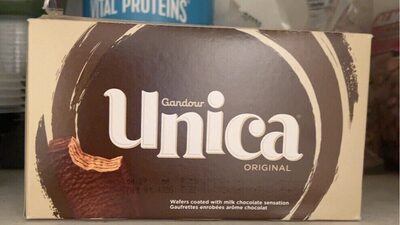 VITAL PROTEINS
Gandour
Unica
ORIGINAL
Wafers coated with milk chocolate sensation
Gaufrettes enrobées arôme chocolat